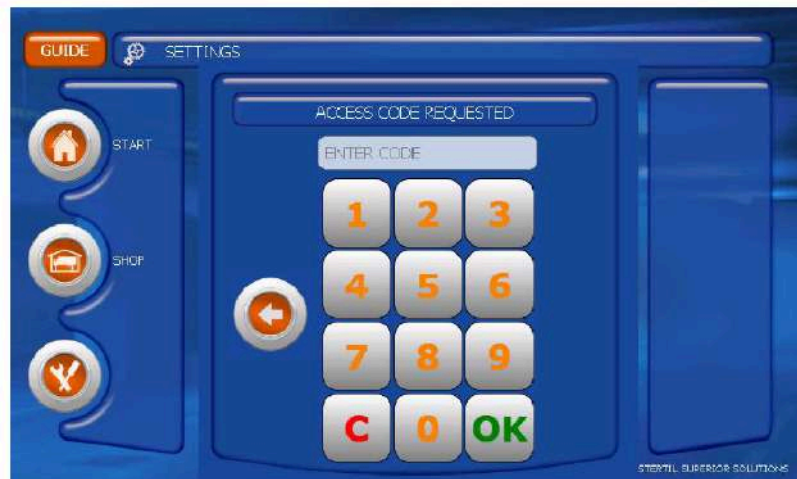 GUIDE
SETTINGS
ACCESS CODE REQUESTED
START
ENTER CODE
1 2 3
SHOP
4 5 6
7 8 9
C 0 OK
STERTIL SUPERIOR SOLUTIONS